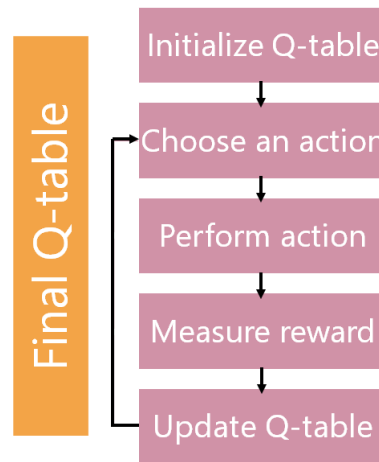 Final Q-table
Initialize Q-table
Choose an action
Perform action
Measure reward
Update Q-table